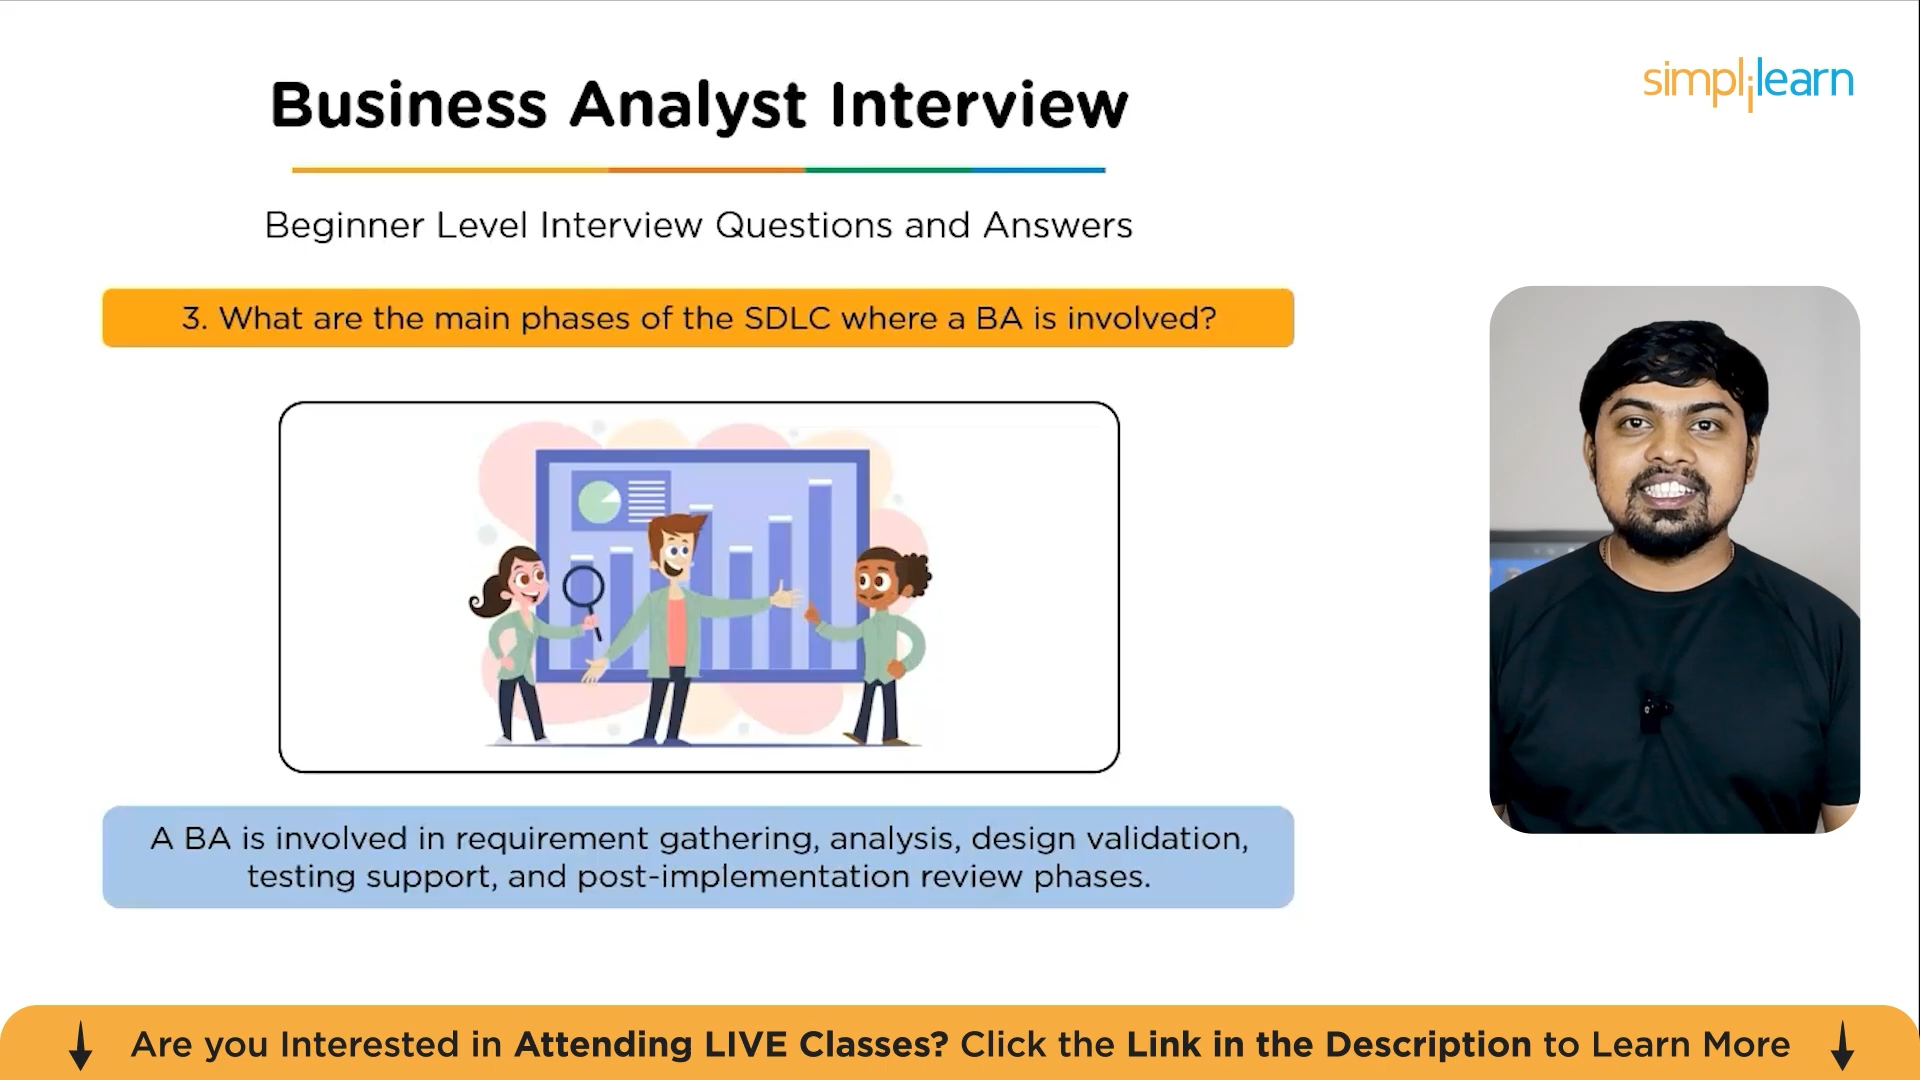 simplilearn
Business Analyst Interview
Beginner Level Interview Questions and Answers
3. What are the main phases of the SDLC where a BA is involved?
A BA is involved in requirement gathering, analysis, design validation,
testing support, and post-implementation review phases.
Are you Interested in Attending LIVE Classes? Click the Link in the Description to Learn More